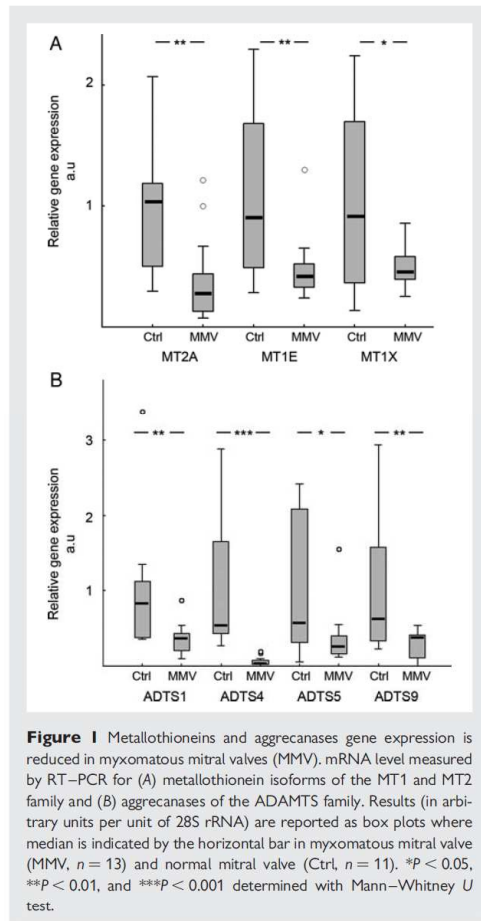 A
** ** *
2
1
Relative gene expression
a.u
Ctrl MMV Ctrl MMV Ctrl MMV
MT2A MT1E MT1X
B
** *** * **
3
2
1
Relative gene expression
a.u
Ctrl MMV Ctrl MMV Ctrl MMV Ctrl MMV
ADTS1 ADTS4 ADTS5 ADTS9
Figure 1 Metallothioneins and aggrecanases gene expression is
reduced in myxomatous mitral valves (MMV). mRNA level measured
by RT–PCR for (A) metallothionein isoforms of the MT1 and MT2
family and (B) aggrecanases of the ADAMTS family. Results (in arbi-
trary units per unit of 28S rRNA) are reported as box plots where
median is indicated by the horizontal bar in myxomatous mitral valve
(MMV, n = 13) and normal mitral valve (Ctrl, n = 11). *P < 0.05,
**P < 0.01, and ***P < 0.001 determined with Mann–Whitney U
test.